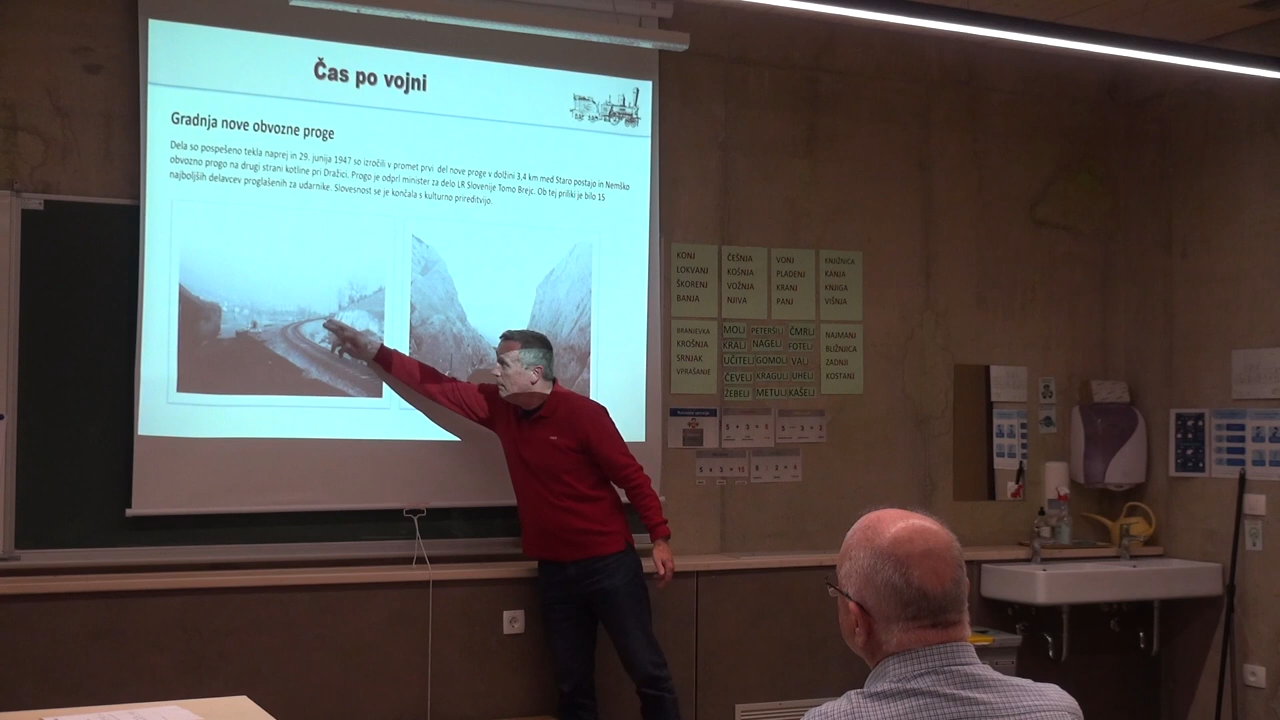 Čas po vojni
Gradnja nove obvozne proge
Dela so pospešeno tekla naprej in 29. junija 1947 so izročili v promet prvi del nove proge v dolžini 3,4 km med Staro postajo in Nemško
obvozno progo na drugi strani kotline pri Dražici. Progo je odprl minister za delo LR Slovenije Tomo Brejc. Ob tej priliki je bilo 15
najboljših delavcev proglašenih za udarnike. Slovesnost se je končala s kulturno prireditvijo.
KONJ
LOKVANJ
ŠKORENJ
BANJA
ČEŠNJA
KOŠNJA
VOŽNJA
NJIVA
VONJ
PLADENJ
KRANJ
PANJ
KNJIŽNICA
KANJA
KNJIGA
VIŠNJA
BRANJEVKA
KROŠNJA
SRNJAK
VPRAŠANJE
MOLJ PETERŠILJ ČMRLJ
KRALJ NAGELJ FOTELJ
UČITELJ GOMOLJ VALJ
ČEVELJ KRAGULJ UHELJ
ŽEBELJ METULJ KAŠELJ
NAJMANJ
BLIŽNJICA
ZADNJI
KOSTANJ